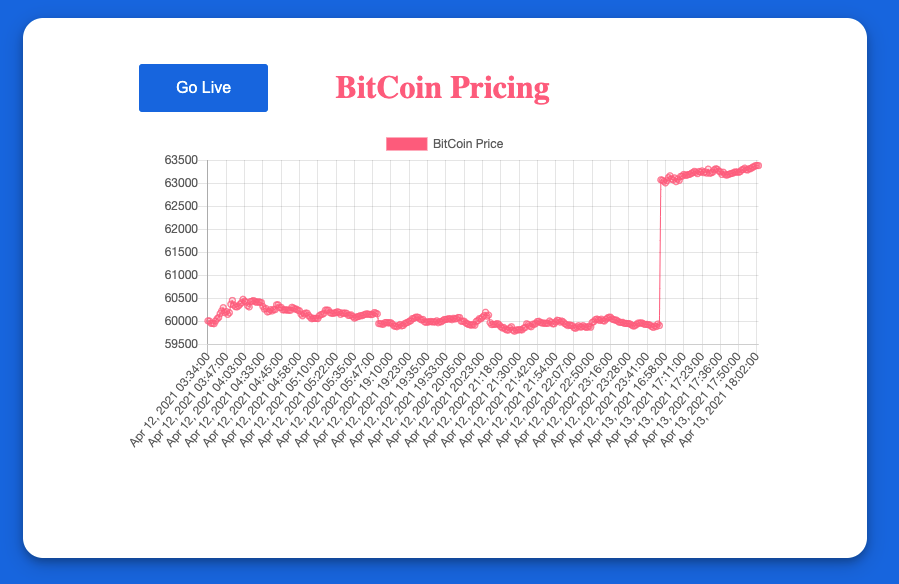 Go Live
BitCoin Pricing
BitCoin Price
63500
63000
62500
62000
61500
61000
60500
60000
59500
Apr 12, 2021 03:34:00
Apr 12, 2021 03:47:00
Apr 12, 2021 04:03:00
Apr 12, 2021 04:33:00
Apr 12, 2021 04:45:00
Apr 12, 2021 04:58:00
Apr 12, 2021 05:10:00
Apr 12, 2021 05:22:00
Apr 12, 2021 05:35:00
Apr 12, 2021 05:47:00
Apr 12, 2021 19:10:00
Apr 12, 2021 19:23:00
Apr 12, 2021 19:35:00
Apr 12, 2021 19:53:00
Apr 12, 2021 20:05:00
Apr 12, 2021 20:23:00
Apr 12, 2021 21:18:00
Apr 12, 2021 21:30:00
Apr 12, 2021 21:42:00
Apr 12, 2021 21:54:00
Apr 12, 2021 22:07:00
Apr 12, 2021 22:50:00
Apr 12, 2021 23:16:00
Apr 12, 2021 23:28:00
Apr 12, 2021 23:41:00
Apr 13, 2021 16:58:00
Apr 13, 2021 17:11:00
Apr 13, 2021 17:23:00
Apr 13, 2021 17:36:00
Apr 13, 2021 17:50:00
Apr 13, 2021 18:02:00